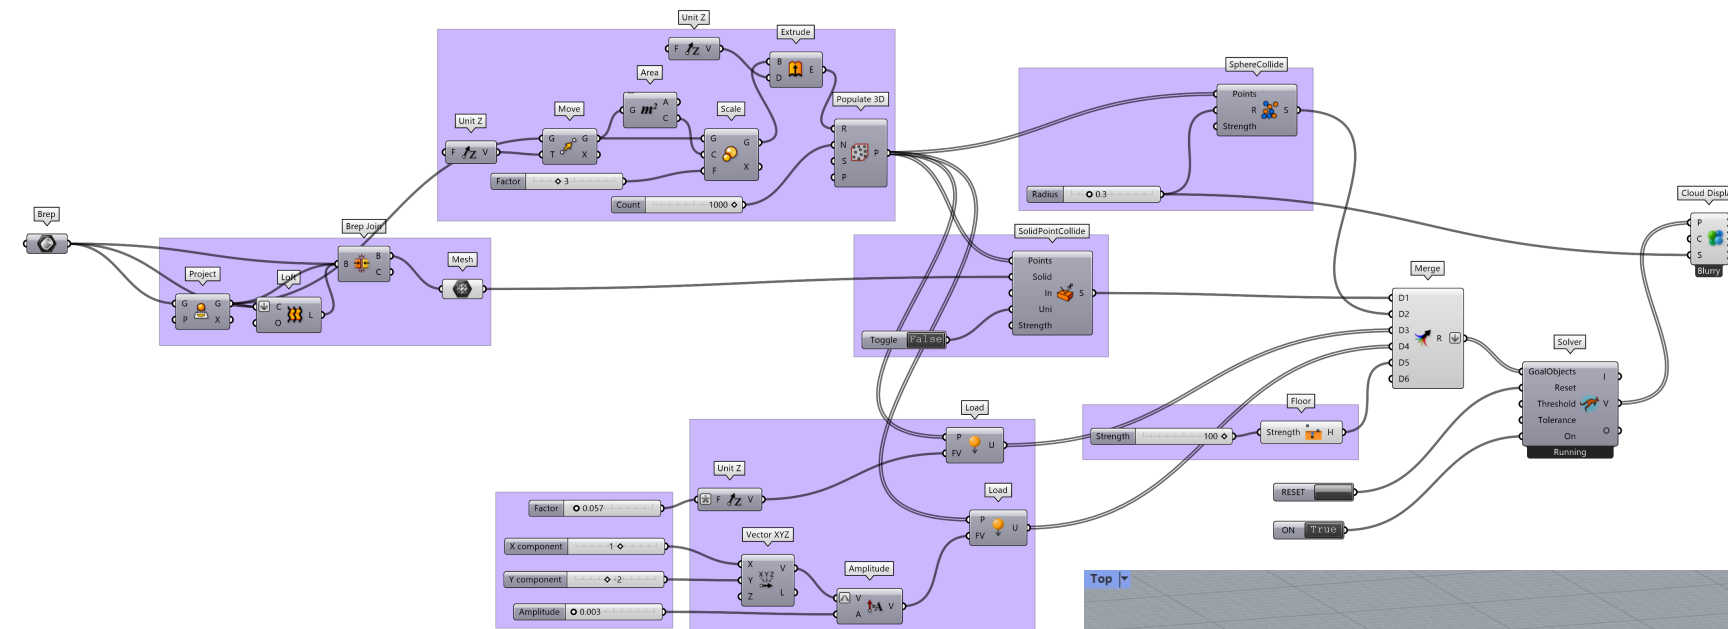 Unit Z
F Z V
Extrude
B
D
E
Area
G m² A
C
Move
G G
T X
Scale
G G
C
F X
Populate 3D
R
N
S
P
P
Unit Z
F Z V
Factor 3
Count 1000
SphereCollide
Points
R S
Strength
Radius 0.3
Cloud Displ
P
C
S
Blurry
Brep
Brep Join
B B
C
Project
G G
P X
Loft
C
O
L
Mesh
SolidPointCollide
Points
Solid
In S
Uni
Strength
Toggle False
Merge
D1
D2
D3
D4
D5
D6
R
Solver
GoalObjects
Reset
Threshold
Tolerance
On
I
V
O
Running
Load
P
FV
U
Floor
Strength 100
Strength H
Unit Z
F Z V
Factor 0.057
Load
P
FV
U
RESET
ON True
Vector XYZ
X
Y
Z
XYZ
V
L
X component 1
Y component -2
Amplitude 0.003
Amplitude
V
A
A V
Top